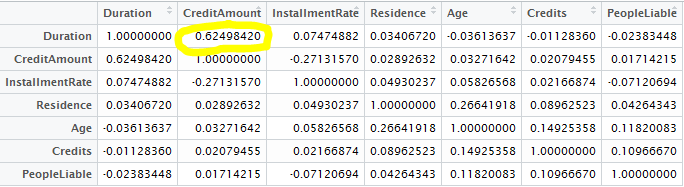 Duration CreditAmount InstallmentRate Residence Age Credits PeopleLiable
Duration 1.00000000 0.62498420 0.07474882 0.03406720 -0.03613637 -0.01128360 -0.02383448
CreditAmount 0.62498420 1.00000000 -0.27131570 0.02892632 0.03271642 0.02079455 0.01714215
InstallmentRate 0.07474882 -0.27131570 1.00000000 0.04930237 0.05826568 0.02166874 -0.07120694
Residence 0.03406720 0.02892632 0.04930237 1.00000000 0.26641918 0.08962523 0.04264343
Age -0.03613637 0.03271642 0.05826568 0.26641918 1.00000000 0.14925358 0.11820083
Credits -0.01128360 0.02079455 0.02166874 0.08962523 0.14925358 1.00000000 0.10966670
PeopleLiable -0.02383448 0.01714215 -0.07120694 0.04264343 0.11820083 0.10966670 1.00000000